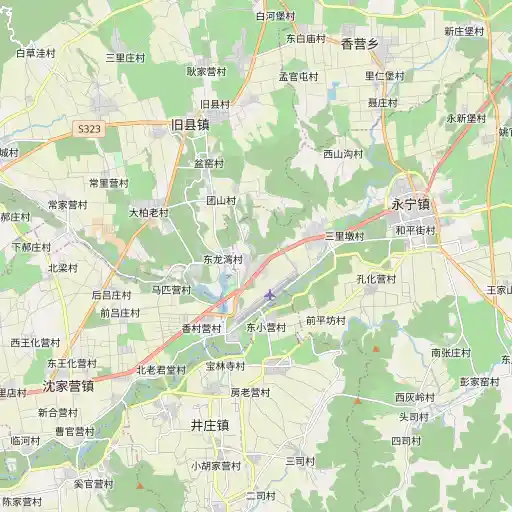 白河堡村
新庄堡村
东白庙村
香营乡
白草洼村
三里庄村
耿家营村
孟官屯村
里仁堡村
聂庄村
旧县村
永新堡村
S323
旧县镇
姚官
城村
盆窑村
西山沟村
常里营村
常家营村
大柏老村
团山村
永宁镇
郝庄村
三里墩村
和平街村
下郝庄村
北梁村
东龙湾村
孔化营村
马匹营村
后吕庄村
王家山
前吕庄村
香村营村
东小营村
前平坊村
西王化营村
南张庄村
东王化营村
北老君堂村
宝林寺村
彭家窑村
沈家营镇
里店村
房老营村
西灰岭村
新合营村
头司村
曹官营村
井庄镇
临河村
四司村
小胡家营村
三司村
奚官营村
二司村
陈家营村